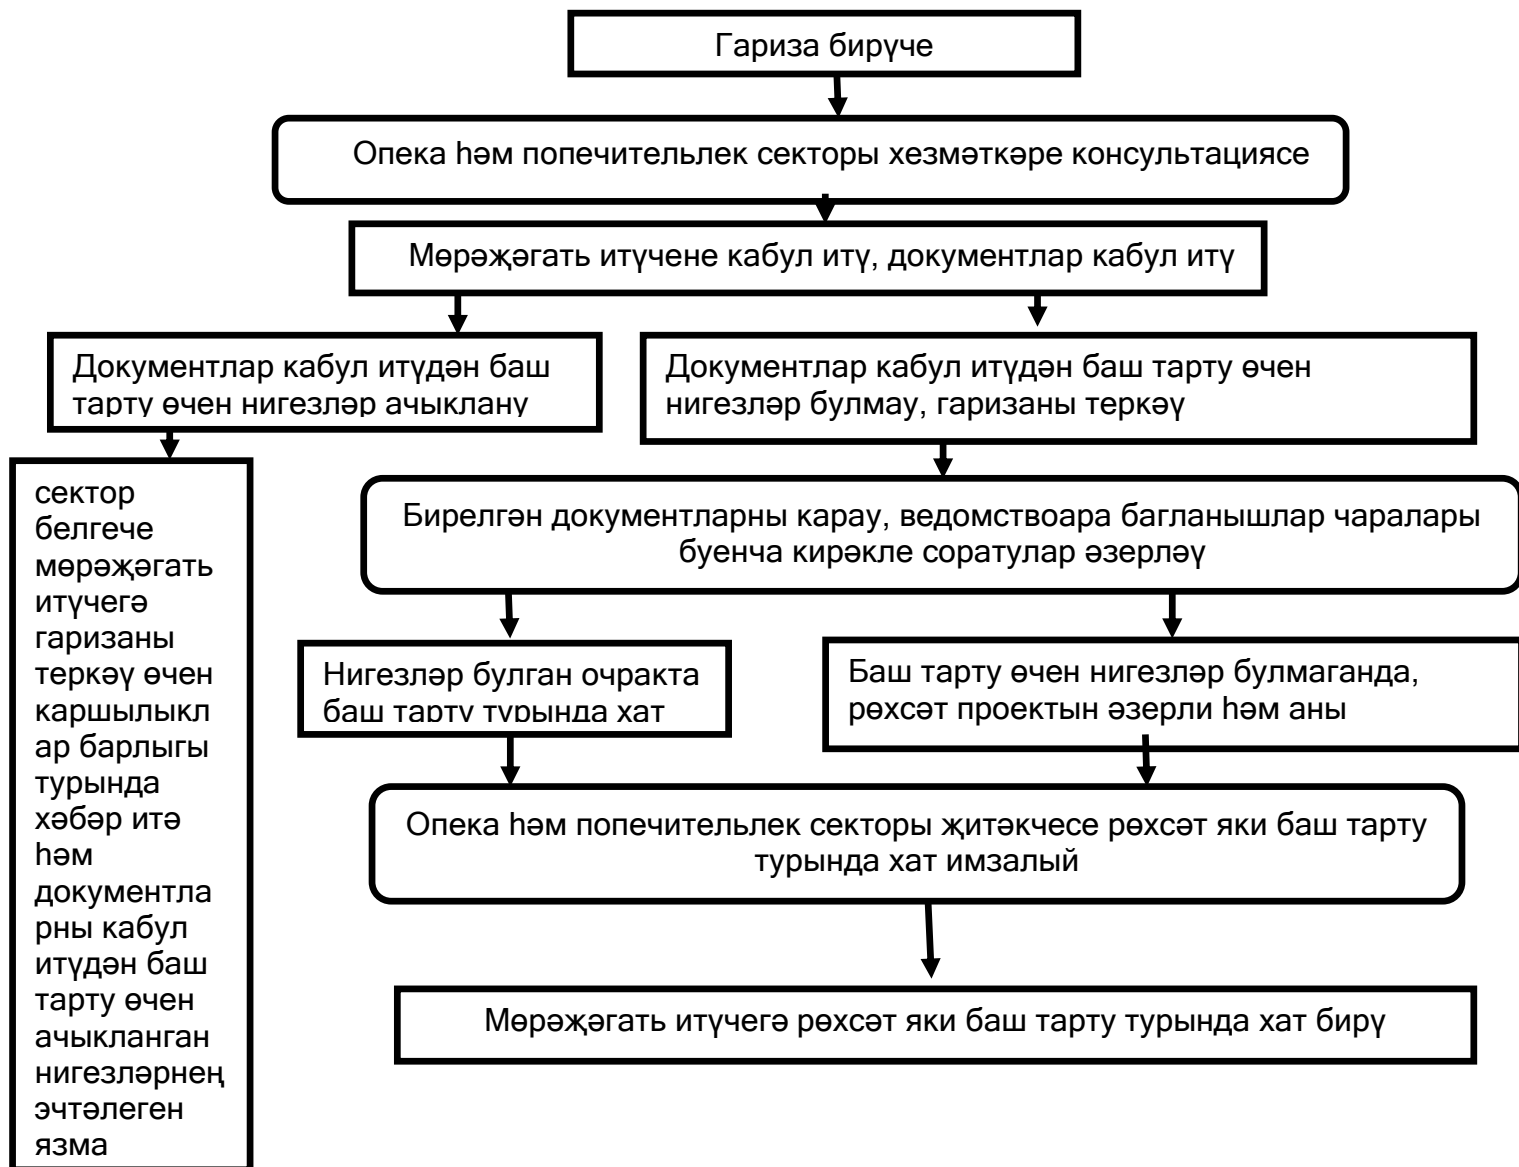 Гариза бирүче
Опека һәм попечительлек секторы хезмәткәре консультациясе
Мөрәҗәгать итүчене кабул итү, документлар кабул итү
Документлар кабул итүдән баш
тарту өчен нигезләр ачыклану
Документлар кабул итүдән баш тарту өчен
нигезләр булмау, гаризаны теркәү
сектор
белгече
мөрәҗәгать
итүчегә
гаризаны
теркәү өчен
каршылыкл
ар барлыгы
турында
хәбәр итә
һәм
документла
рны кабул
итүдән баш
тарту өчен
ачыкланган
нигезләрнең
эчтәлеген
язма
Бирелгән документларны карау, ведомствоара багланышлар чаралары
буенча кирәкле соратулар әзерләү
Нигезләр булган очракта
баш тарту турында хат
Баш тарту өчен нигезләр булмаганда,
рөхсәт проектын әзерли һәм аны
Опека һәм попечительлек секторы җитәкчесе рөхсәт яки баш тарту
турында хат имзалый
Мөрәҗәгать итүчегә рөхсәт яки баш тарту турында хат бирү